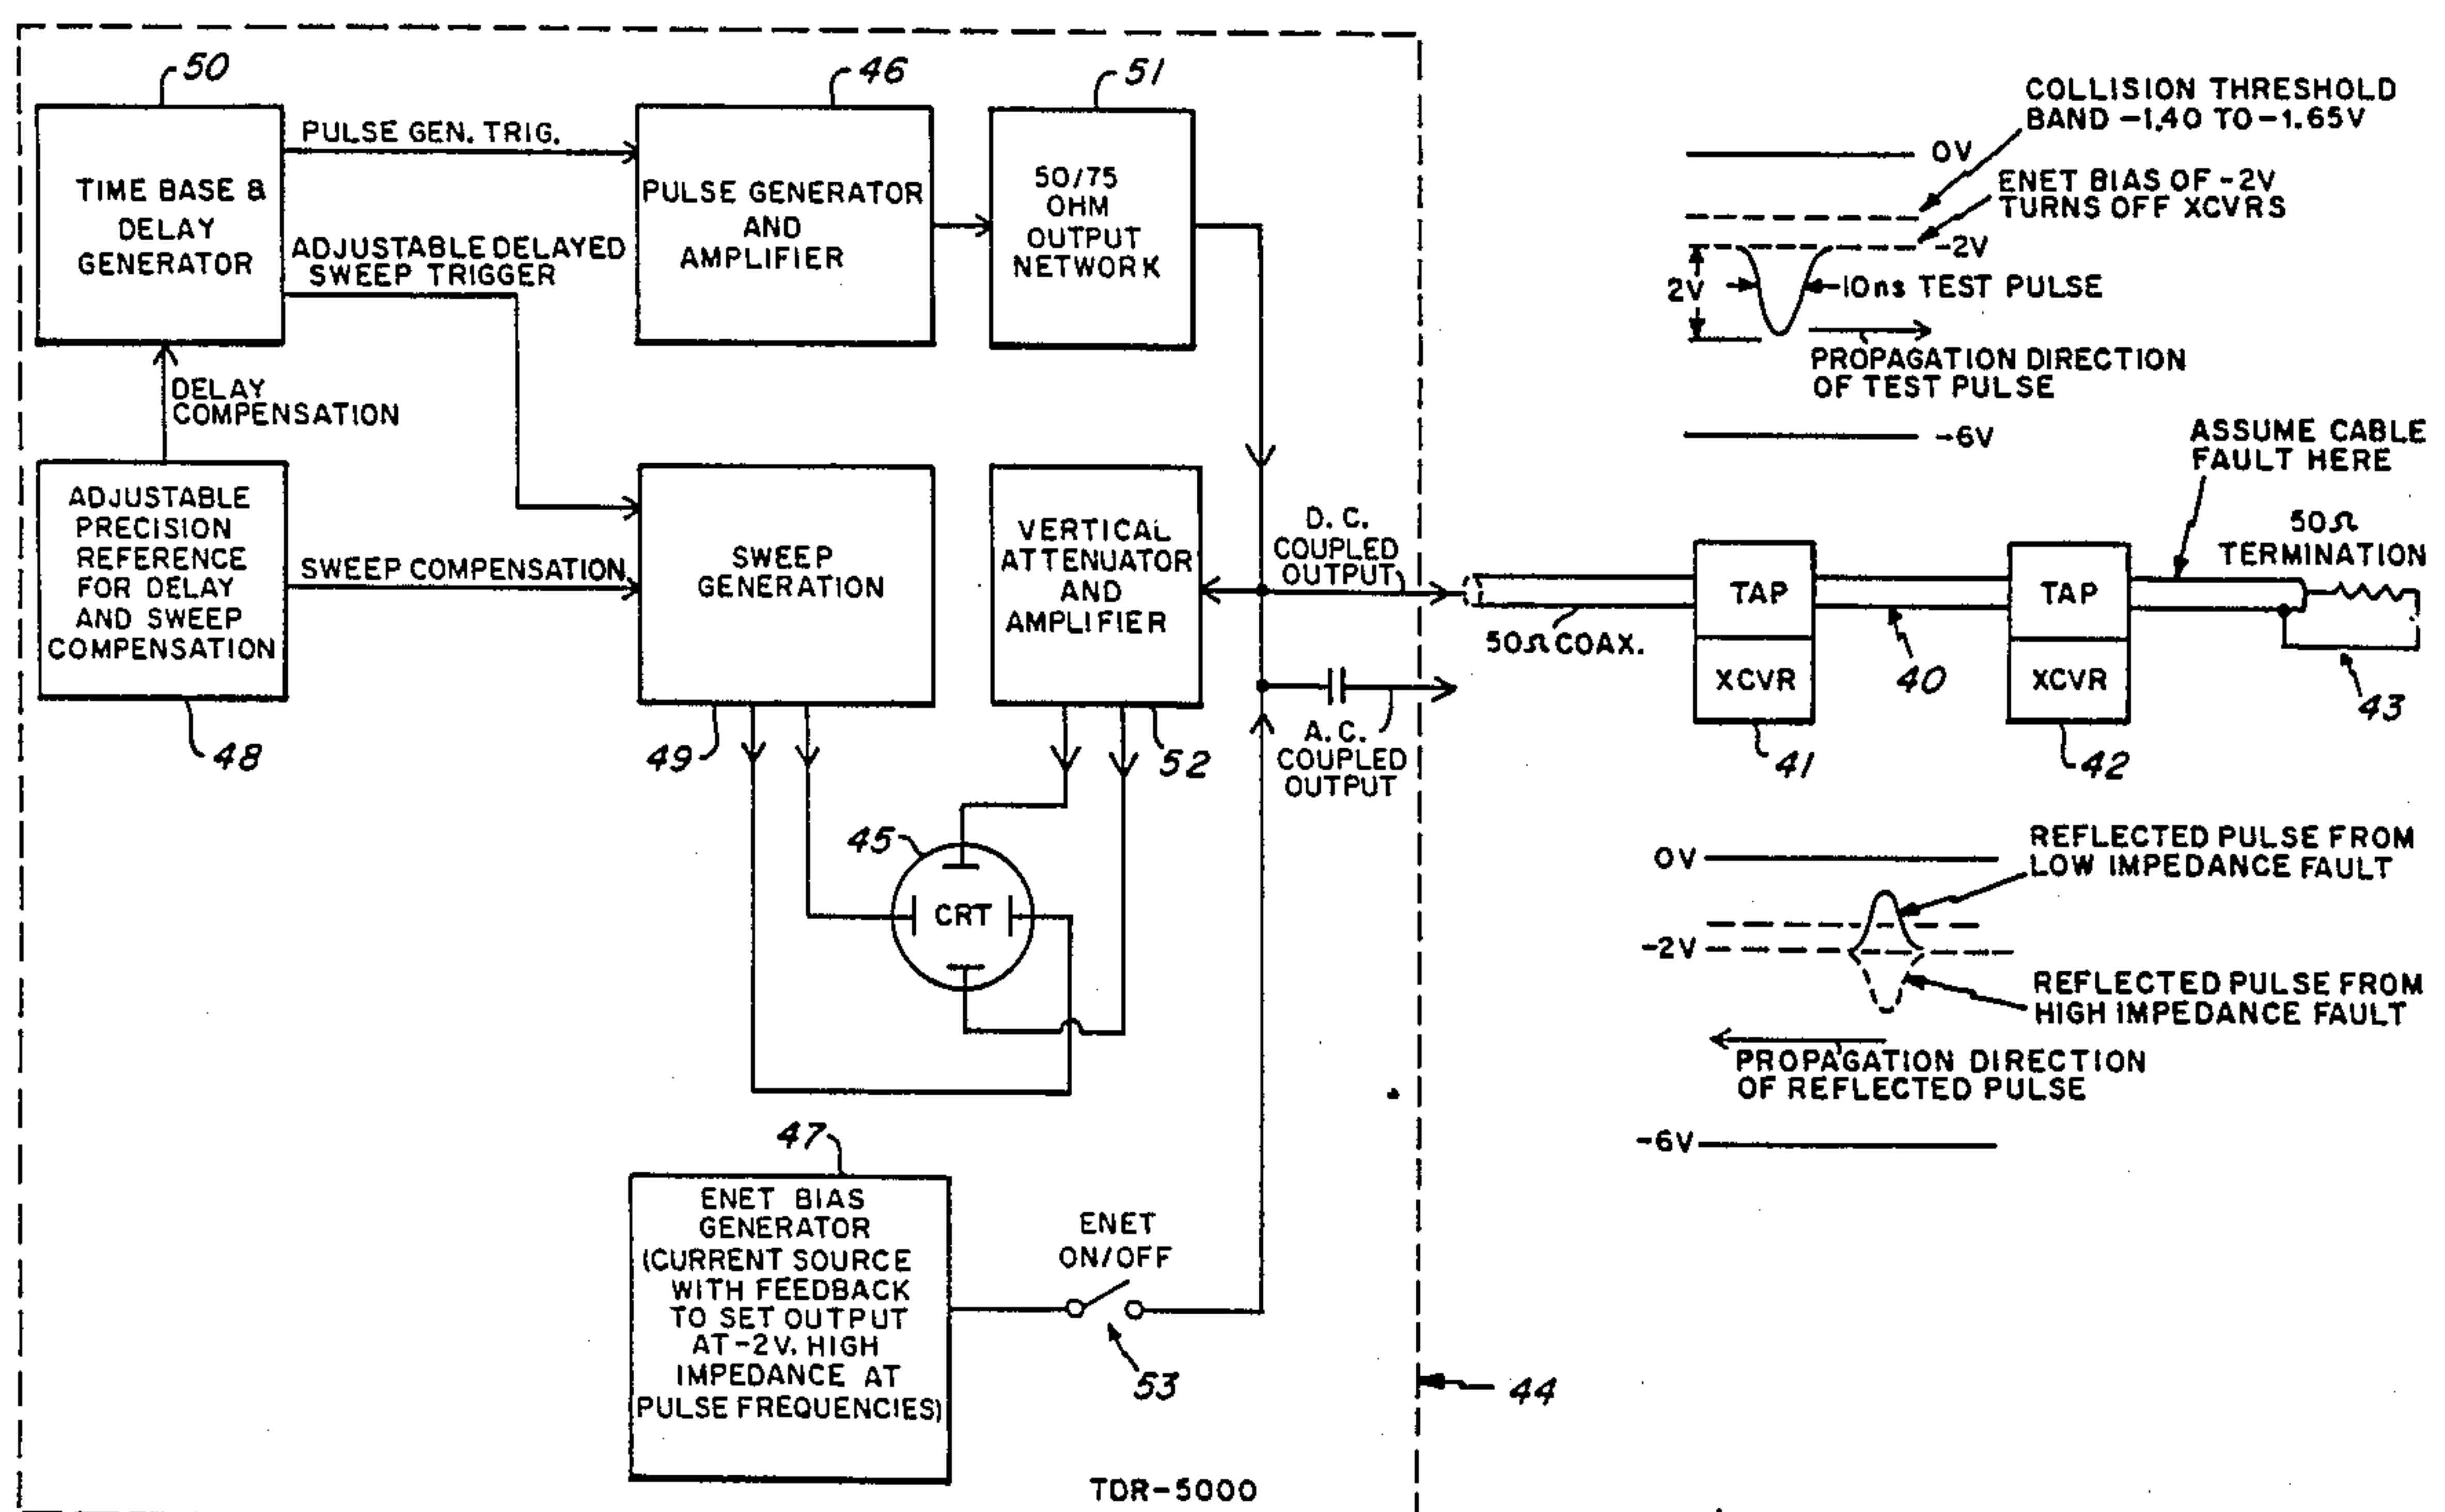 50
46
51
PULSE GEN. TRIG.
TIME BASE &
DELAY
GENERATOR
ADJUSTABLE DELAYED
SWEEP TRIGGER
PULSE GENERATOR
AND
AMPLIFIER
50/75
OHM
OUTPUT
NETWORK
DELAY
COMPENSATION
ADJUSTABLE
PRECISION
REFERENCE
FOR DELAY
AND SWEEP
COMPENSATION
48
SWEEP COMPENSATION
SWEEP
GENERATION
49
VERTICAL
ATTENUATOR
AND
AMPLIFIER
52
D. C.
COUPLED
OUTPUT
A. C.
COUPLED
OUTPUT
45
CRT
47
ENET BIAS
GENERATOR
(CURRENT SOURCE
WITH FEEDBACK
TO SET OUTPUT
AT -2V. HIGH
IMPEDANCE AT
PULSE FREQUENCIES)
ENET
ON/OFF
53
44
TDR-5000
COLLISION THRESHOLD
BAND -1.40 TO -1.65V
0V
ENET BIAS OF -2V
TURNS OFF XCVRS
-2V
2V
10ns TEST PULSE
PROPAGATION DIRECTION
OF TEST PULSE
-6V
ASSUME CABLE
FAULT HERE
50Ω
TERMINATION
50Ω COAX.
TAP
XCVR
41
40
TAP
XCVR
42
43
0V
REFLECTED PULSE FROM
LOW IMPEDANCE FAULT
-2V
REFLECTED PULSE FROM
HIGH IMPEDANCE FAULT
PROPAGATION DIRECTION
OF REFLECTED PULSE
-6V